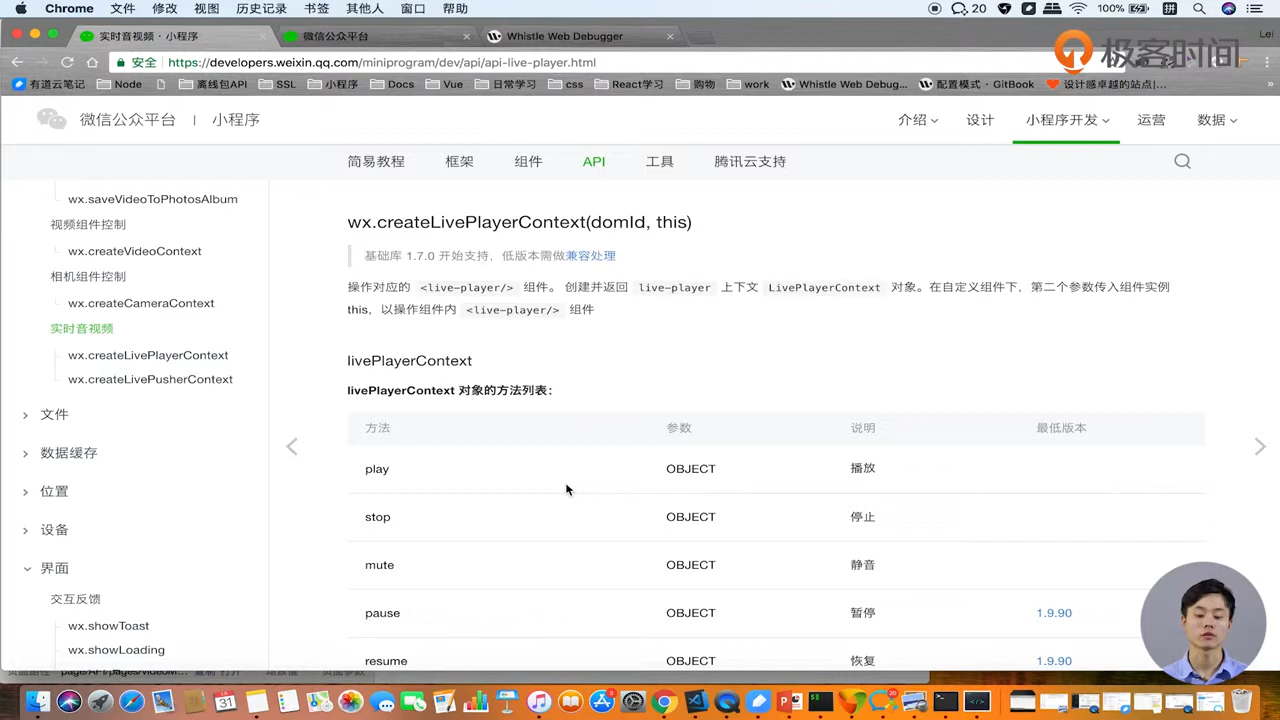 Chrome 文件 修改 视图 历史记录 书签 其他人 窗口 帮助 20 100% 拼
实时音视频 · 小程序 微信公众平台 Whistle Web Debugger Lei
安全 https://developers.weixin.qq.com/miniprogram/dev/api/api-live-player.html
极客时间
有道云笔记 Node 离线包API SSL 小程序 Docs Vue 日常学习 css React学习 购物 work Whistle Web Debug... 配置模式 · GitBook 设计感卓越的站点|... »
微信公众平台 | 小程序 介绍 设计 小程序开发 运营 数据
简易教程 框架 组件 API 工具 腾讯云支持
wx.saveVideoToPhotosAlbum
视频组件控制
wx.createVideoContext
相机组件控制
wx.createCameraContext
实时音视频
wx.createLivePlayerContext
wx.createLivePusherContext
文件
数据缓存
位置
设备
界面
交互反馈
wx.showToast
wx.showLoading
wx.createLivePlayerContext(domId, this)
基础库 1.7.0 开始支持，低版本需做兼容处理
操作对应的 <live-player/> 组件。 创建并返回 live-player 上下文 LivePlayerContext 对象。在自定义组件下，第二个参数传入组件实例
this，以操作组件内 <live-player/> 组件
livePlayerContext
livePlayerContext 对象的方法列表：
方法 参数 说明 最低版本
play OBJECT 播放
stop OBJECT 停止
mute OBJECT 静音
pause OBJECT 暂停 1.9.90
resume OBJECT 恢复 1.9.90